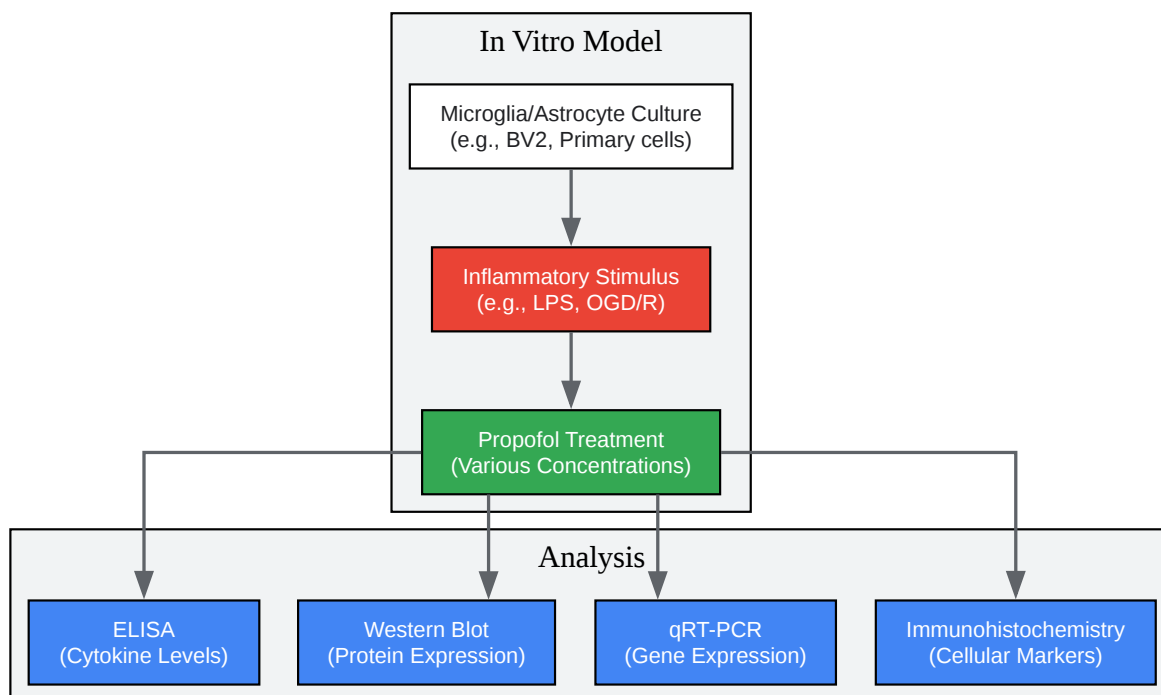 In Vitro Model
Microglia/Astrocyte Culture
(e.g., BV2, Primary cells)
Inflammatory Stimulus
(e.g., LPS, OGD/R)
Propofol Treatment
(Various Concentrations)
Analysis
ELISA
(Cytokine Levels)
Western Blot
(Protein Expression)
qRT-PCR
(Gene Expression)
Immunohistochemistry
(Cellular Markers)